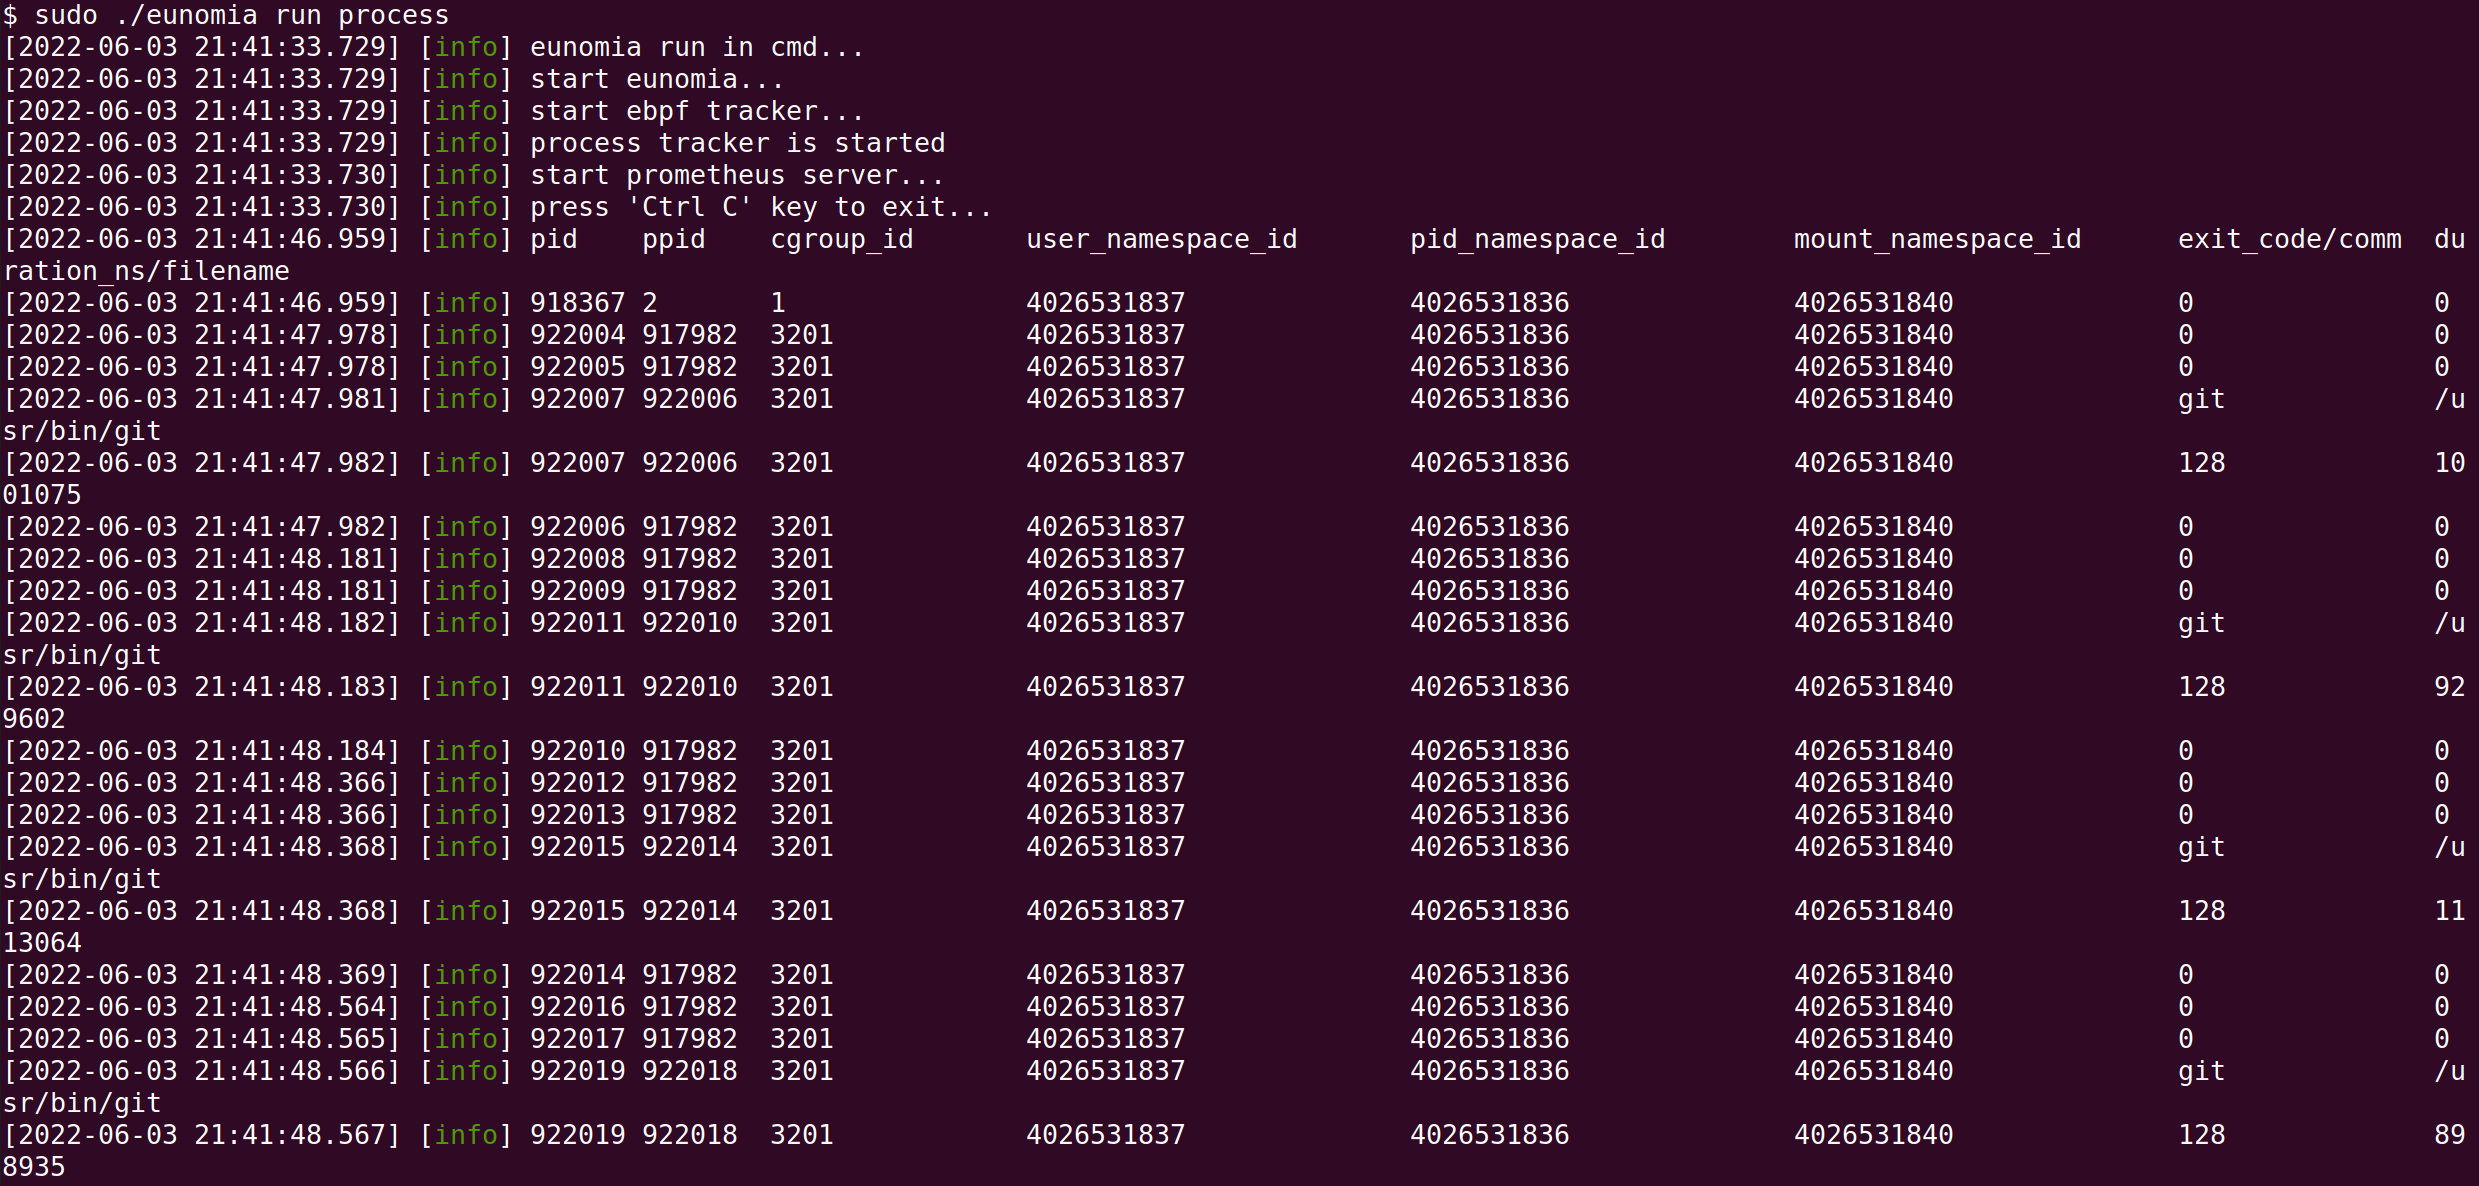 $ sudo ./eunomia run process
[2022-06-03 21:41:33.729] [info] eunomia run in cmd...
[2022-06-03 21:41:33.729] [info] start eunomia...
[2022-06-03 21:41:33.729] [info] start ebpf tracker...
[2022-06-03 21:41:33.729] [info] process tracker is started
[2022-06-03 21:41:33.730] [info] start prometheus server...
[2022-06-03 21:41:33.730] [info] press 'Ctrl C' key to exit...
[2022-06-03 21:41:46.959] [info] pid    ppid    cgroup_id       user_namespace_id       pid_namespace_id        mount_namespace_id      exit_code/comm  du
ration_ns/filename
[2022-06-03 21:41:46.959] [info] 918367 2       1               4026531837              4026531836              4026531840              0               0
[2022-06-03 21:41:47.978] [info] 922004 917982  3201            4026531837              4026531836              4026531840              0               0
[2022-06-03 21:41:47.978] [info] 922005 917982  3201            4026531837              4026531836              4026531840              0               0
[2022-06-03 21:41:47.981] [info] 922007 922006  3201            4026531837              4026531836              4026531840              git             /u
sr/bin/git
[2022-06-03 21:41:47.982] [info] 922007 922006  3201            4026531837              4026531836              4026531840              128             10
01075
[2022-06-03 21:41:47.982] [info] 922006 917982  3201            4026531837              4026531836              4026531840              0               0
[2022-06-03 21:41:48.181] [info] 922008 917982  3201            4026531837              4026531836              4026531840              0               0
[2022-06-03 21:41:48.181] [info] 922009 917982  3201            4026531837              4026531836              4026531840              0               0
[2022-06-03 21:41:48.182] [info] 922011 922010  3201            4026531837              4026531836              4026531840              git             /u
sr/bin/git
[2022-06-03 21:41:48.183] [info] 922011 922010  3201            4026531837              4026531836              4026531840              128             92
9602
[2022-06-03 21:41:48.184] [info] 922010 917982  3201            4026531837              4026531836              4026531840              0               0
[2022-06-03 21:41:48.366] [info] 922012 917982  3201            4026531837              4026531836              4026531840              0               0
[2022-06-03 21:41:48.366] [info] 922013 917982  3201            4026531837              4026531836              4026531840              0               0
[2022-06-03 21:41:48.368] [info] 922015 922014  3201            4026531837              4026531836              4026531840              git             /u
sr/bin/git
[2022-06-03 21:41:48.368] [info] 922015 922014  3201            4026531837              4026531836              4026531840              128             11
13064
[2022-06-03 21:41:48.369] [info] 922014 917982  3201            4026531837              4026531836              4026531840              0               0
[2022-06-03 21:41:48.564] [info] 922016 917982  3201            4026531837              4026531836              4026531840              0               0
[2022-06-03 21:41:48.565] [info] 922017 917982  3201            4026531837              4026531836              4026531840              0               0
[2022-06-03 21:41:48.566] [info] 922019 922018  3201            4026531837              4026531836              4026531840              git             /u
sr/bin/git
[2022-06-03 21:41:48.567] [info] 922019 922018  3201            4026531837              4026531836              4026531840              128             89
8935